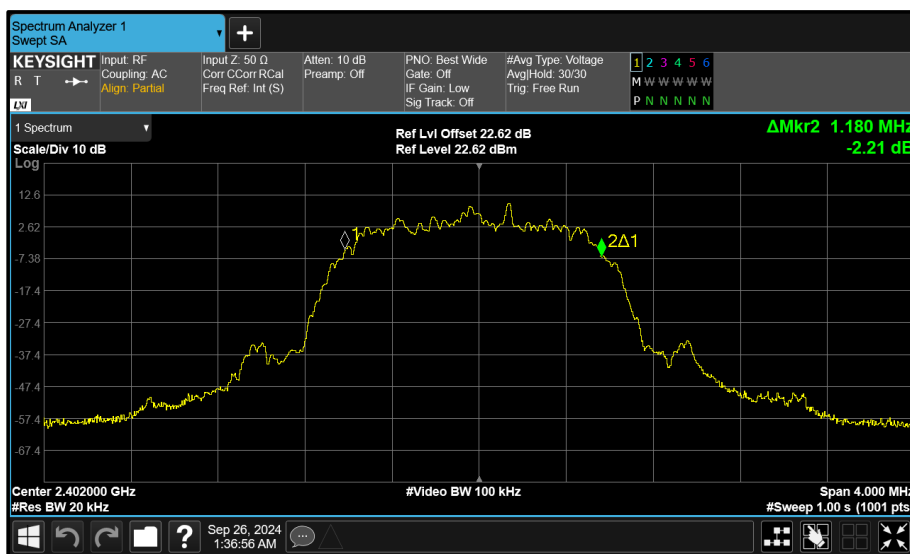 Spectrum Analyzer 1
Swept SA
+
KEYSIGHT
R T
LXI
Input: RF
Coupling: AC
Align: Partial
Input Z: 50 Ω
Corr CCorr RCal
Freq Ref: Int (S)
Atten: 10 dB
Preamp: Off
PNO: Best Wide
Gate: Off
IF Gain: Low
Sig Track: Off
#Avg Type: Voltage
Avg|Hold: 30/30
Trig: Free Run
1 2 3 4 5 6
M W W W W W
P N N N N N
1 Spectrum
Scale/Div 10 dB
Ref Lvl Offset 22.62 dB
Ref Level 22.62 dBm
ΔMkr2 1.180 MHz
-2.21 dB
Log
12.6
2.62
-7.38
-17.4
-27.4
-37.4
-47.4
-57.4
-67.4
1
2Δ1
Center 2.402000 GHz
#Res BW 20 kHz
#Video BW 100 kHz
Span 4.000 MHz
#Sweep 1.00 s (1001 pts
?
Sep 26, 2024
1:36:56 AM